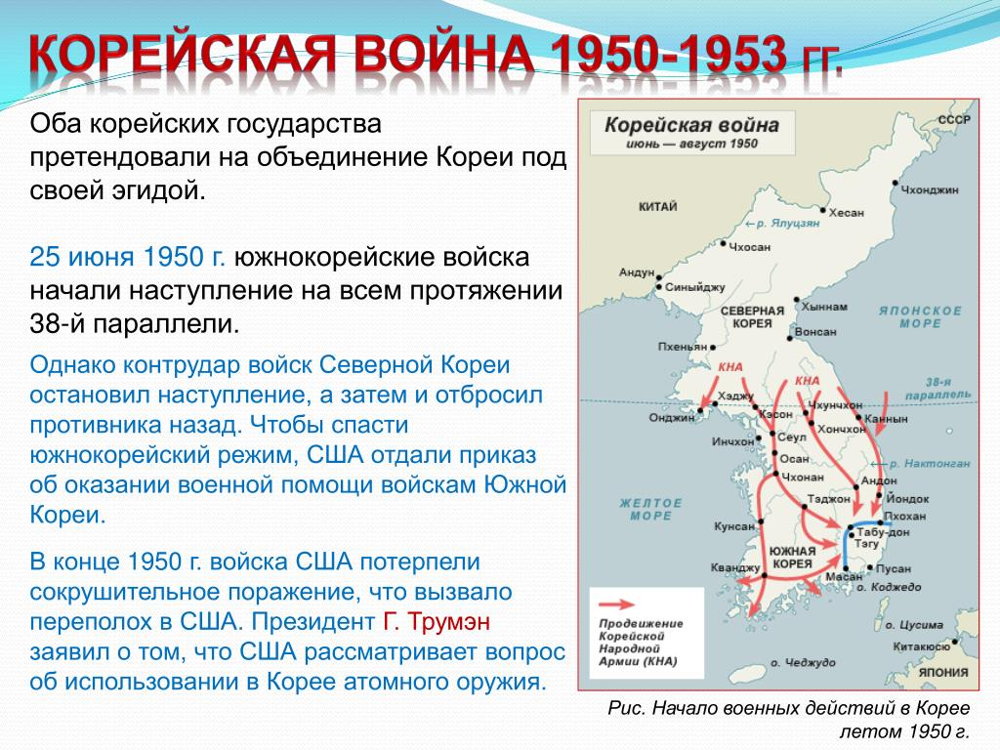 КОРЕЙСКАЯ ВОЙНА 1950-1953 гг.
Оба корейских государства
претендовали на объединение Кореи под
своей эгидой.
25 июня 1950 г. южнокорейские войска
начали наступление на всем протяжении
38-й параллели.
Однако контрудар войск Северной Кореи
остановил наступление, а затем и отбросил
противника назад. Чтобы спасти
южнокорейский режим, США отдали приказ
об оказании военной помощи войскам Южной
Кореи.
В конце 1950 г. войска США потерпели
сокрушительное поражение, что вызвало
переполох в США. Президент Г. Трумэн
заявил о том, что США рассматривает вопрос
об использовании в Корее атомного оружия.
Корейская война
июнь — август 1950
СССР
Чхонджин
КИТАЙ
Хесан
р. Ялуцзян
Чхосан
Андун
Синыйджу
СЕВЕРНАЯ
КОРЕЯ
Хыннам
ЯПОНСКОЕ
МОРЕ
Вонсан
Пхеньян
КНА
КНА
38-я
параллель
Хэджу
Онджин
Кэсон
Чхунчхон
Каннын
Хончхон
Сеул
Инчхон
Осан
р. Нактонган
Чхонан
Андон
Йондок
Тэджон
ЖЕЛТОЕ
МОРЕ
Пхохан
Кунсан
Табу-дон
Тэгу
ЮЖНАЯ
КОРЕЯ
Кванджу
Масан
Пусан
о. Коджедо
Продвижение
Корейской
Народной
Армии (КНА)
о. Цусима
Китакюсю
о. Чеджудо
ЯПОНИЯ
Рис. Начало военных действий в Корее
летом 1950 г.